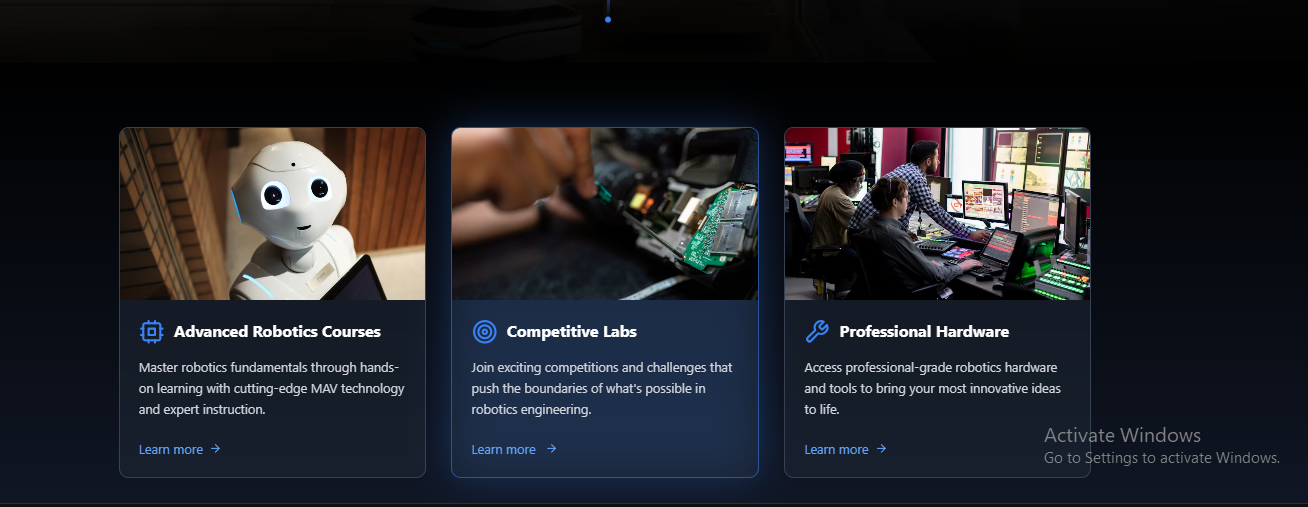 Advanced Robotics Courses
Master robotics fundamentals through hands-
on learning with cutting-edge MAV technology
and expert instruction.
Learn more →
Competitive Labs
Join exciting competitions and challenges that
push the boundaries of what's possible in
robotics engineering.
Learn more →
Professional Hardware
Access professional-grade robotics hardware
and tools to bring your most innovative ideas
to life.
Learn more →
Activate Windows
Go to Settings to activate Windows.